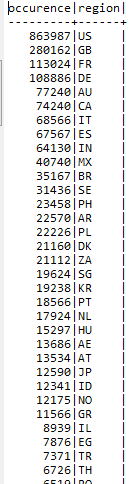 occurence|region|
---------+------+
863987|US |
280162|GB |
113024|FR |
108886|DE |
77240|AU |
74240|CA |
68566|IT |
67567|ES |
64130|IN |
40740|MX |
35167|BR |
31436|SE |
23458|PH |
22570|AR |
22226|PL |
21160|DK |
21112|ZA |
19624|SG |
19238|KR |
18566|PT |
17924|NL |
15297|HU |
13686|AE |
13534|AT |
12590|JP |
12341|ID |
12175|NO |
11566|GR |
8939|IL |
7876|EG |
7371|TR |
6726|TH |